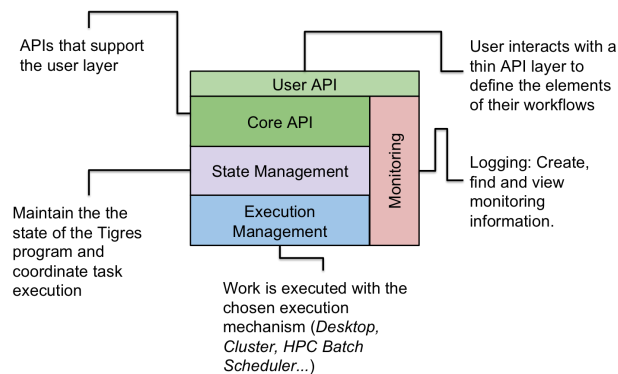 APIs that support
the user layer
User interacts with a
thin API layer to
define the elements
of their workflows
User API
Core API
State Management
Execution
Management
Monitoring
Logging: Create,
find and view
monitoring
information.
Maintain the the
state of the Tigres
program and
coordinate task
execution
Work is executed with the
chosen execution
mechanism (Desktop,
Cluster, HPC Batch
Scheduler...)